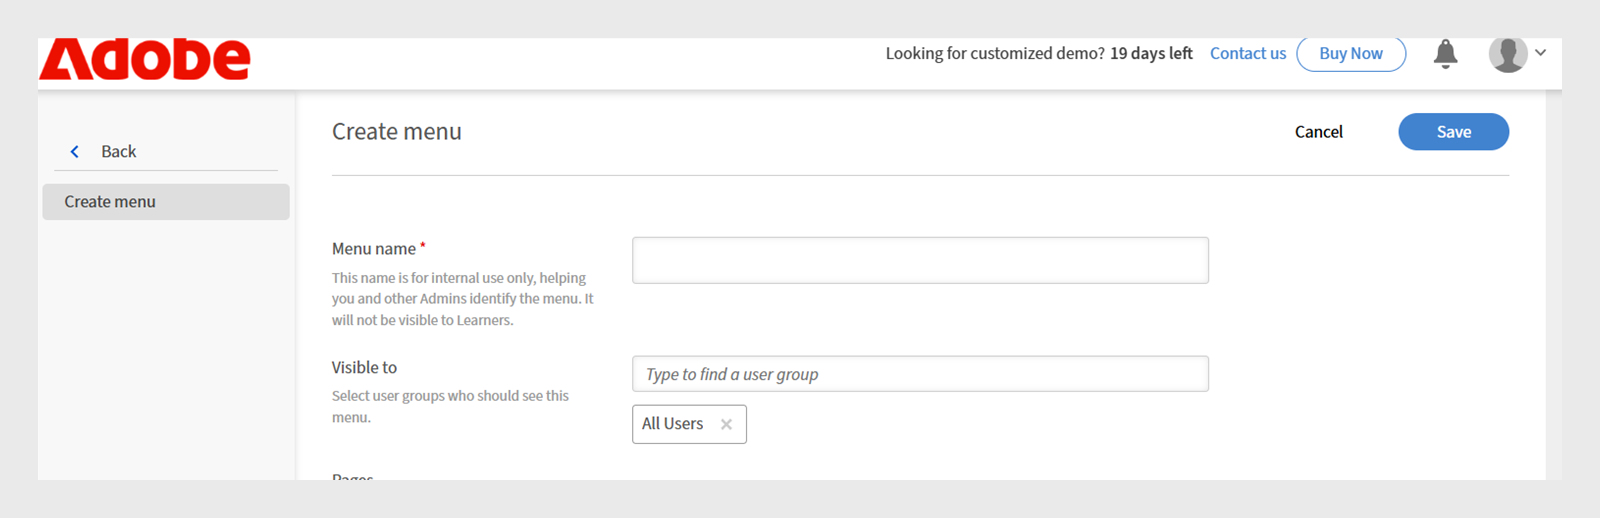 Adobe
Looking for customized demo? 19 days left Contact us Buy Now
Back
Create menu
Create menu
Cancel
Save
Menu name *
This name is for internal use only, helping
you and other Admins identify the menu. It
will not be visible to Learners.
Visible to
Select user groups who should see this
menu.
Type to find a user group
All Users
Pages